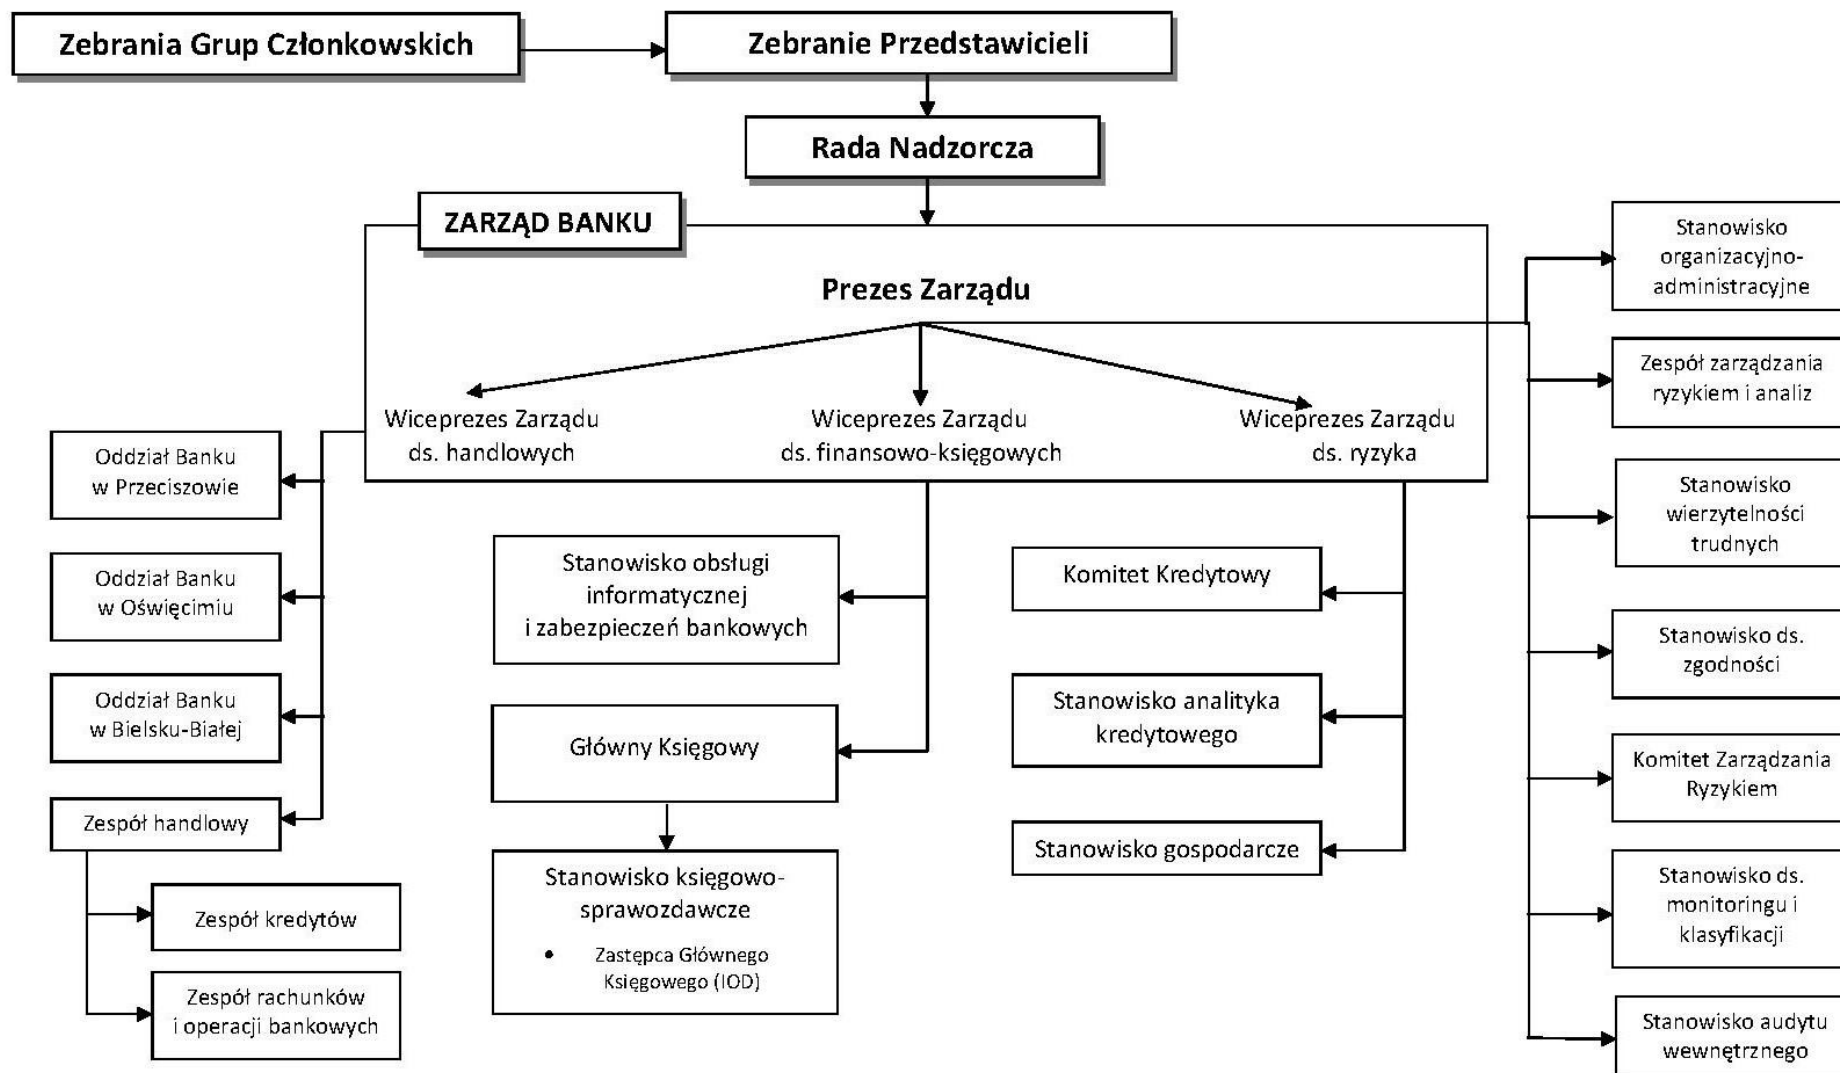 Zebrania Grup Członkowskich
Zebranie Przedstawicieli
Rada Nadzorcza
ZARZĄD BANKU
Prezes Zarządu
Wiceprezes Zarządu
ds. handlowych
Wiceprezes Zarządu
ds. finansowo-księgowych
Wiceprezes Zarządu
ds. ryzyka
Oddział Banku
w Przeciszowie
Oddział Banku
w Oświęcimiu
Oddział Banku
w Bielsku-Białej
Zespół handlowy
Zespół kredytów
Zespół rachunków
i operacji bankowych
Stanowisko obsługi
informatycznej
i zabezpieczeń bankowych
Główny Księgowy
Stanowisko księgowo-
sprawozdawcze
• Zastępca Głównego
Księgowego (IOD)
Komitet Kredytowy
Stanowisko analityka
kredytowego
Stanowisko gospodarcze
Stanowisko
organizacyjno-
administracyjne
Zespół zarządzania
ryzykiem i analiz
Stanowisko
wierzytelności
trudnych
Stanowisko ds.
zgodności
Komitet Zarządzania
Ryzykiem
Stanowisko ds.
monitoringu i
klasyfikacji
Stanowisko audytu
wewnętrznego